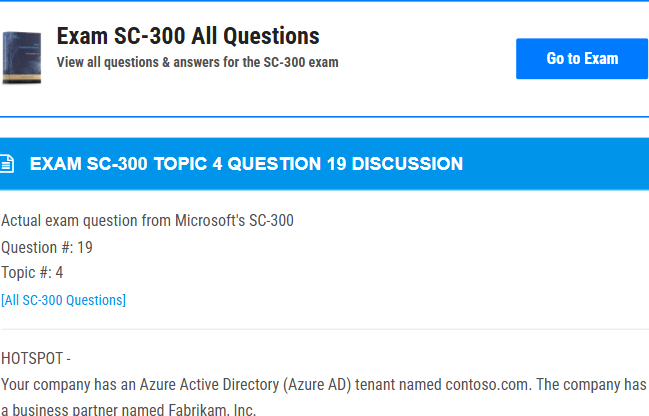 Exam SC-300 All Questions
View all questions & answers for the SC-300 exam
Go to Exam
EXAM SC-300 TOPIC 4 QUESTION 19 DISCUSSION
Actual exam question from Microsoft's SC-300
Question #: 19
Topic #: 4
[All SC-300 Questions]
HOTSPOT -
Your company has an Azure Active Directory (Azure AD) tenant named contoso.com. The company has
a business partner named Fabrikam, Inc.